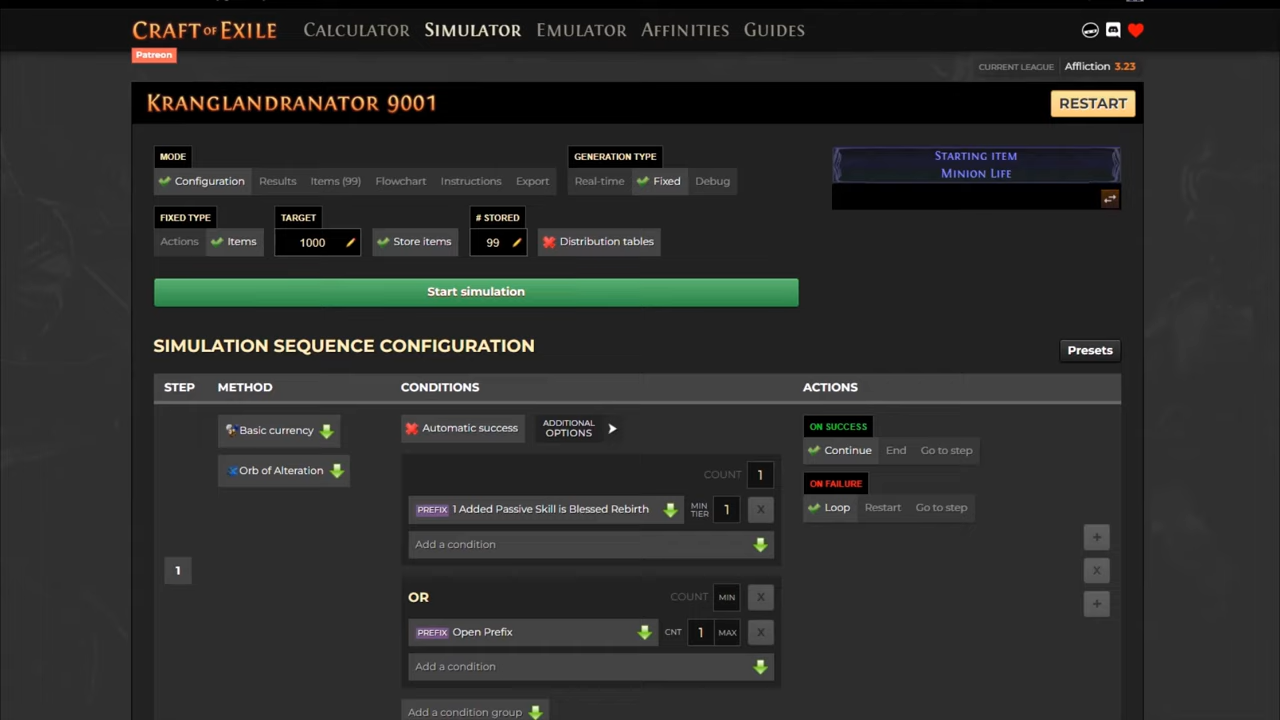 CRAFT OF EXILE CALCULATOR SIMULATOR EMULATOR AFFINITIES GUIDES
Patreon
CURRENT LEAGUE Affliction 3.23
KRANGLANDRANATOR 9001
RESTART
MODE
GENERATION TYPE
Configuration Results Items (99) Flowchart Instructions Export
Real-time Fixed Debug
STARTING ITEM
MINION LIFE
FIXED TYPE
TARGET
# STORED
Actions Items
1000
Store items
99
Distribution tables
Start simulation
SIMULATION SEQUENCE CONFIGURATION
Presets
STEP METHOD CONDITIONS ACTIONS
Basic currency
Automatic success
ADDITIONAL
OPTIONS
ON SUCCESS
Continue End Go to step
Orb of Alteration
COUNT 1
ON FAILURE
Loop Restart Go to step
PREFIX 1 Added Passive Skill is Blessed Rebirth MIN TIER 1 X
Add a condition
+
1
X
OR COUNT MIN X
+
PREFIX Open Prefix CNT 1 MAX X
Add a condition
Add a condition group